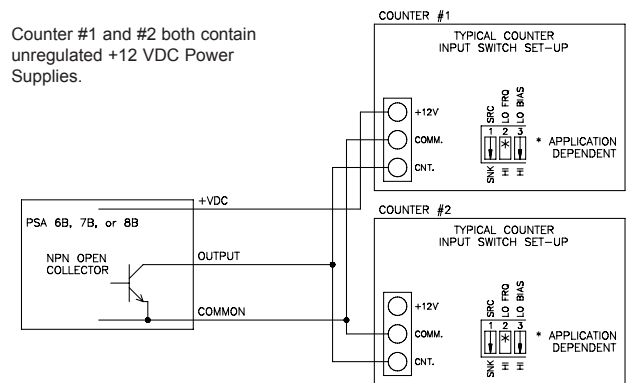 Counter #1 and #2 both contain
unregulated +12 VDC Power
Supplies.
COUNTER #1
TYPICAL COUNTER
INPUT SWITCH SET-UP
+12V
COMM.
CNT.
SRC
LO FRQ
LO BIAS
1 2 3
*
SNK
HI
HI
* APPLICATION
DEPENDENT
PSA 6B, 7B, or 8B
NPN OPEN
COLLECTOR
+VDC
OUTPUT
COMMON
COUNTER #2
TYPICAL COUNTER
INPUT SWITCH SET-UP
+12V
COMM.
CNT.
SRC
LO FRQ
LO BIAS
1 2 3
*
SNK
HI
HI
* APPLICATION
DEPENDENT